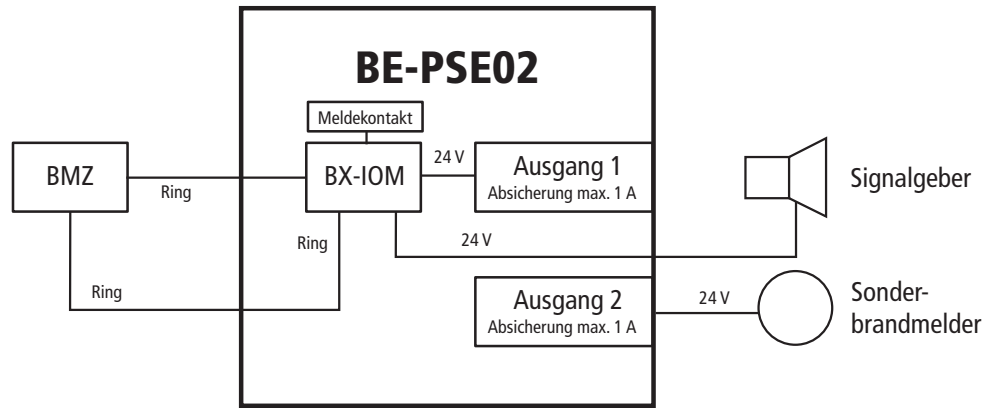 BE-PSE02
Meldekontakt
BMZ
Ring
BX-IOM
24 V
Ausgang 1
Absicherung max. 1 A
Signalgeber
Ring
24 V
Ring
Ausgang 2
Absicherung max. 1 A
24 V
Sonder-
brandmelder